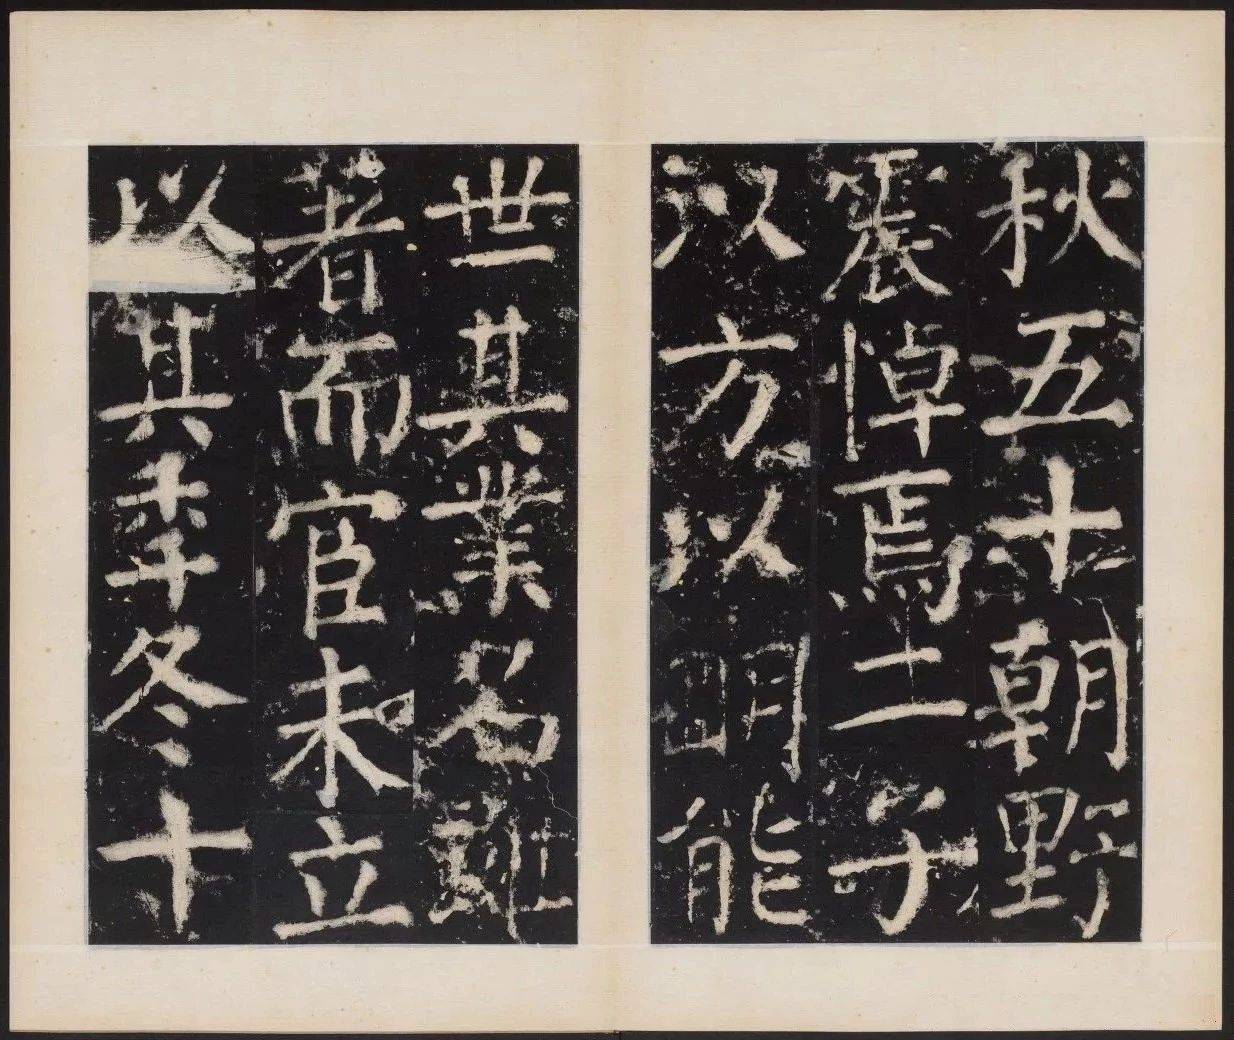 秋五十朝野
震悼焉二子
以方以明能
世其業名雖
著而官未立
以其秊冬十